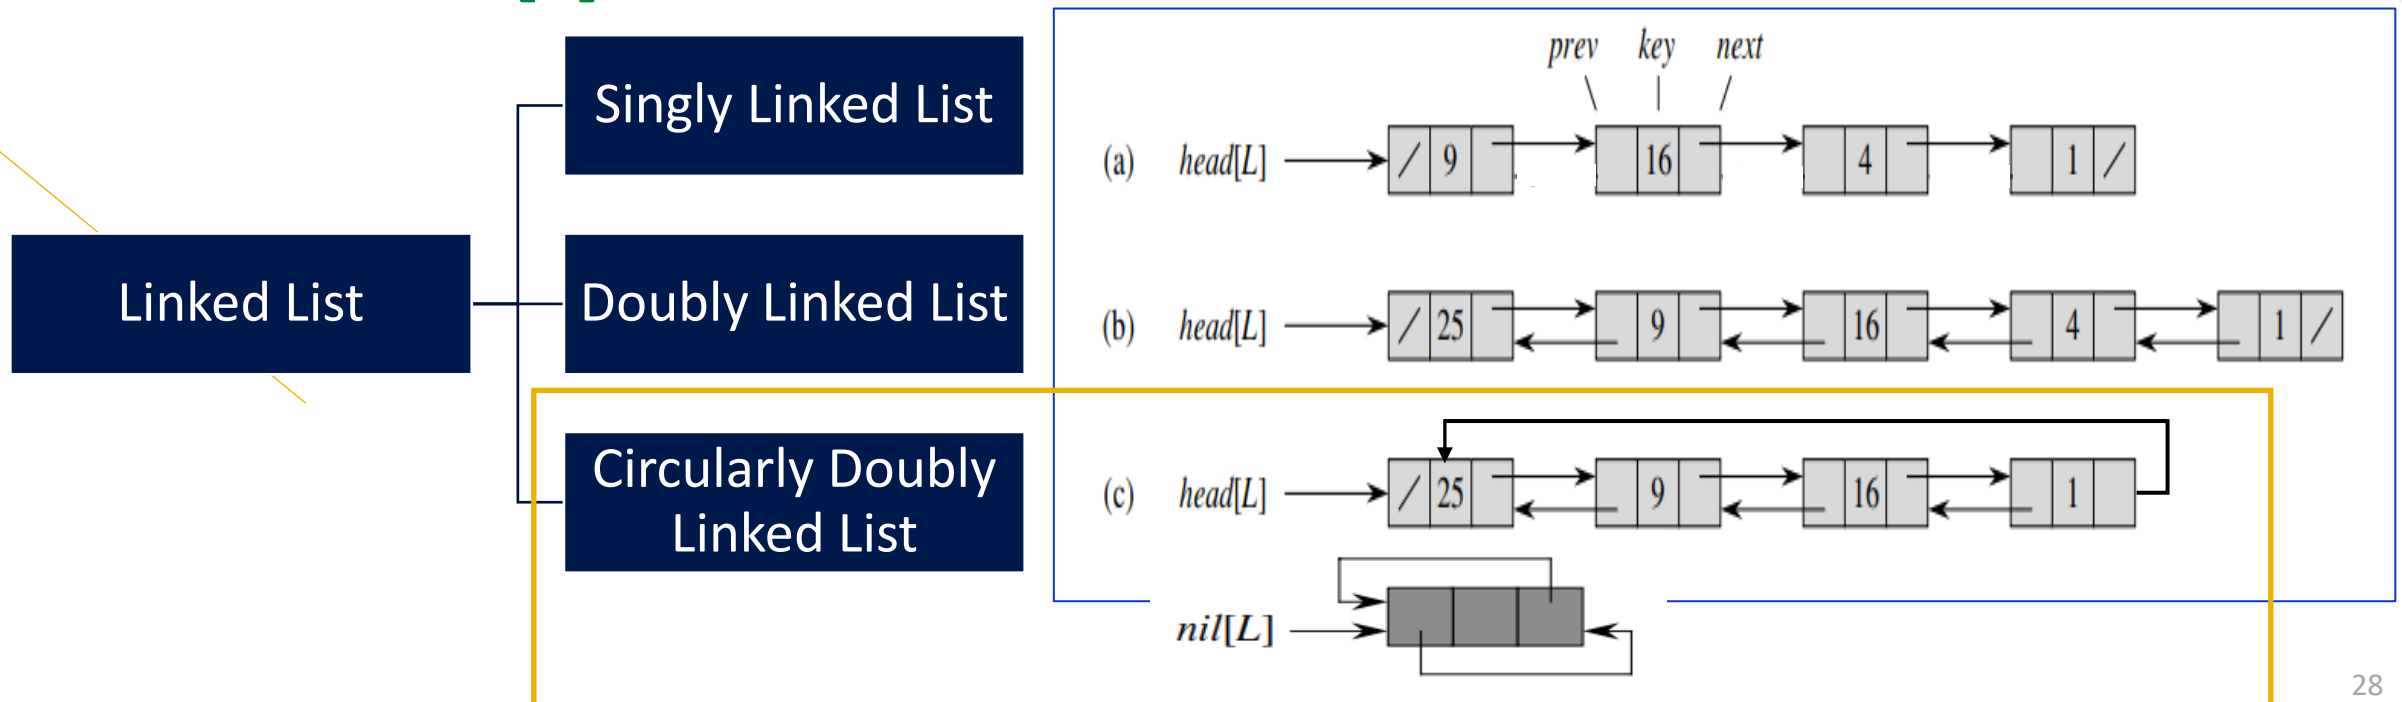 Linked List
Singly Linked List
Doubly Linked List
Circularly Doubly
Linked List
prev key next
(a) head[L] / 9 16 4 1 /
(b) head[L] / 25 9 16 4 1 /
(c) head[L] / 25 9 16 1
nil[L]
28